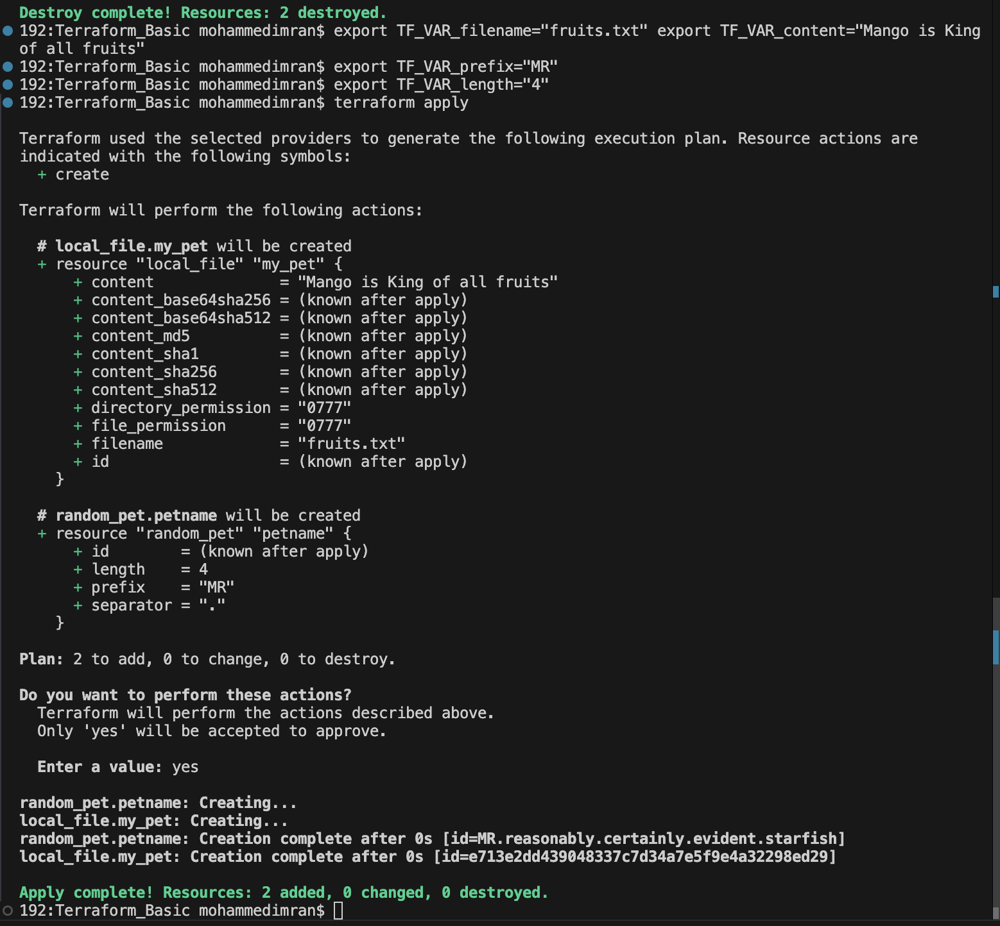 Destroy complete! Resources: 2 destroyed.
192:Terraform_Basic mohammedimran$ export TF_VAR_filename="fruits.txt" export TF_VAR_content="Mango is King
of all fruits"
192:Terraform_Basic mohammedimran$ export TF_VAR_prefix="MR"
192:Terraform_Basic mohammedimran$ export TF_VAR_length="4"
192:Terraform_Basic mohammedimran$ terraform apply
Terraform used the selected providers to generate the following execution plan. Resource actions are
indicated with the following symbols:
+ create
Terraform will perform the following actions:
# local_file.my_pet will be created
+ resource "local_file" "my_pet" {
+ content              = "Mango is King of all fruits"
+ content_base64sha256 = (known after apply)
+ content_base64sha512 = (known after apply)
+ content_md5          = (known after apply)
+ content_sha1         = (known after apply)
+ content_sha256       = (known after apply)
+ content_sha512       = (known after apply)
+ directory_permission = "0777"
+ file_permission      = "0777"
+ filename             = "fruits.txt"
+ id                   = (known after apply)
}
# random_pet.petname will be created
+ resource "random_pet" "petname" {
+ id        = (known after apply)
+ length    = 4
+ prefix    = "MR"
+ separator = "."
}
Plan: 2 to add, 0 to change, 0 to destroy.
Do you want to perform these actions?
Terraform will perform the actions described above.
Only 'yes' will be accepted to approve.
Enter a value: yes
random_pet.petname: Creating...
local_file.my_pet: Creating...
random_pet.petname: Creation complete after 0s [id=MR.reasonably.certainly.evident.starfish]
local_file.my_pet: Creation complete after 0s [id=e713e2dd439048337c7d34a7e5f9e4a32298ed29]
Apply complete! Resources: 2 added, 0 changed, 0 destroyed.
192:Terraform_Basic mohammedimran$